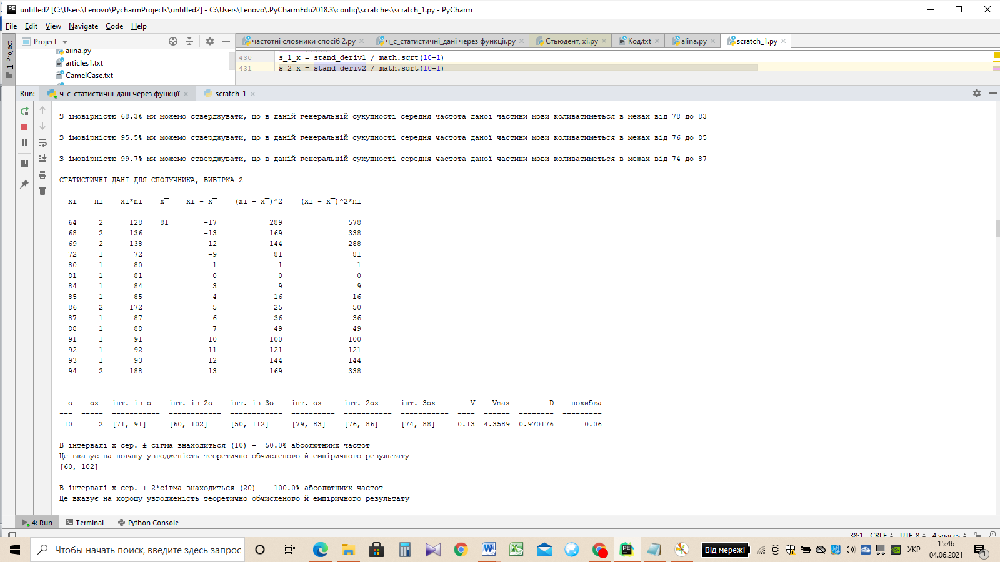 untitled2 [C:\Users\Lenovo\PycharmProjects\untitled2] - C:\Users\Lenovo\.PyCharmEdu2018.3\config\scratches\scratch_1.py - PyCharm
File Edit View Navigate Code Help
1: Project
Project
частотні словники спосіб 2.py
ч_с_статистичні_дані через функції.py
Стьюдент, хі.py
Код.txt
alina.py
scratch_1.py
alina.py
articles1.txt
CamelCase.txt
430 s_1_x = stand_deriv1 / math.sqrt(10-1)
431 s_2_x = stand_deriv2 / math.sqrt(10-1)
Run: ч_с_статистичні_дані через функції scratch_1
З імовірністю 68.3% ми можемо стверджувати, що в даній генеральній сукупності середня частота даної частини мови коливатиметься в межах від 78 до 83
З імовірністю 95.5% ми можемо стверджувати, що в даній генеральній сукупності середня частота даної частини мови коливатиметься в межах від 76 до 85
З імовірністю 99.7% ми можемо стверджувати, що в даній генеральній сукупності середня частота даної частини мови коливатиметься в межах від 74 до 87
СТАТИСТИЧНІ ДАНІ ДЛЯ СПОЛУЧНИКА, ВИБІРКА 2
xi ni xi*ni x¯ xi - x¯ (xi - x¯)^2 (xi - x¯)^2*ni
---- ---- ------- ---- --------- ------------- ----------------
64 2 128 81 -17 289 578
68 2 136 -13 169 338
69 2 138 -12 144 288
72 1 72 -9 81 81
80 1 80 -1 1 1
81 1 81 0 0 0
84 1 84 3 9 9
85 1 85 4 16 16
86 2 172 5 25 50
87 1 87 6 36 36
88 1 88 7 49 49
91 1 91 10 100 100
92 1 92 11 121 121
93 1 93 12 144 144
94 2 188 13 169 338
σ σx¯ інт. із σ інт. із 2σ інт. із 3σ інт. σx¯ інт. 2σx¯ інт. 3σx¯ V Vmax D похибка
--- ----- ----------- ------------ ------------ ---------- ----------- ----------- ---- ------ -------- ---------
10 2 [71, 91] [60, 102] [50, 112] [79, 83] [76, 86] [74, 88] 0.13 4.3589 0.970176 0.06
В інтервалі х сер. ± сігма знаходиться (10) - 50.0% абсолютниих частот
Це вказує на погану узгодженість теоретично обчисленого й емпіричного результату
[60, 102]
В інтервалі х сер. ± 2*сігма знаходиться (20) - 100.0% абсолютниих частот
Це вказує на хорошу узгодженість теоретично обчисленого й емпіричного результату
4: Run Terminal Python Console
38:1 CRLF UTF-8 4 spaces
Чтобы начать поиск, введите здесь запрос
Від мережі
УКР
15:46
04.06.2021
1